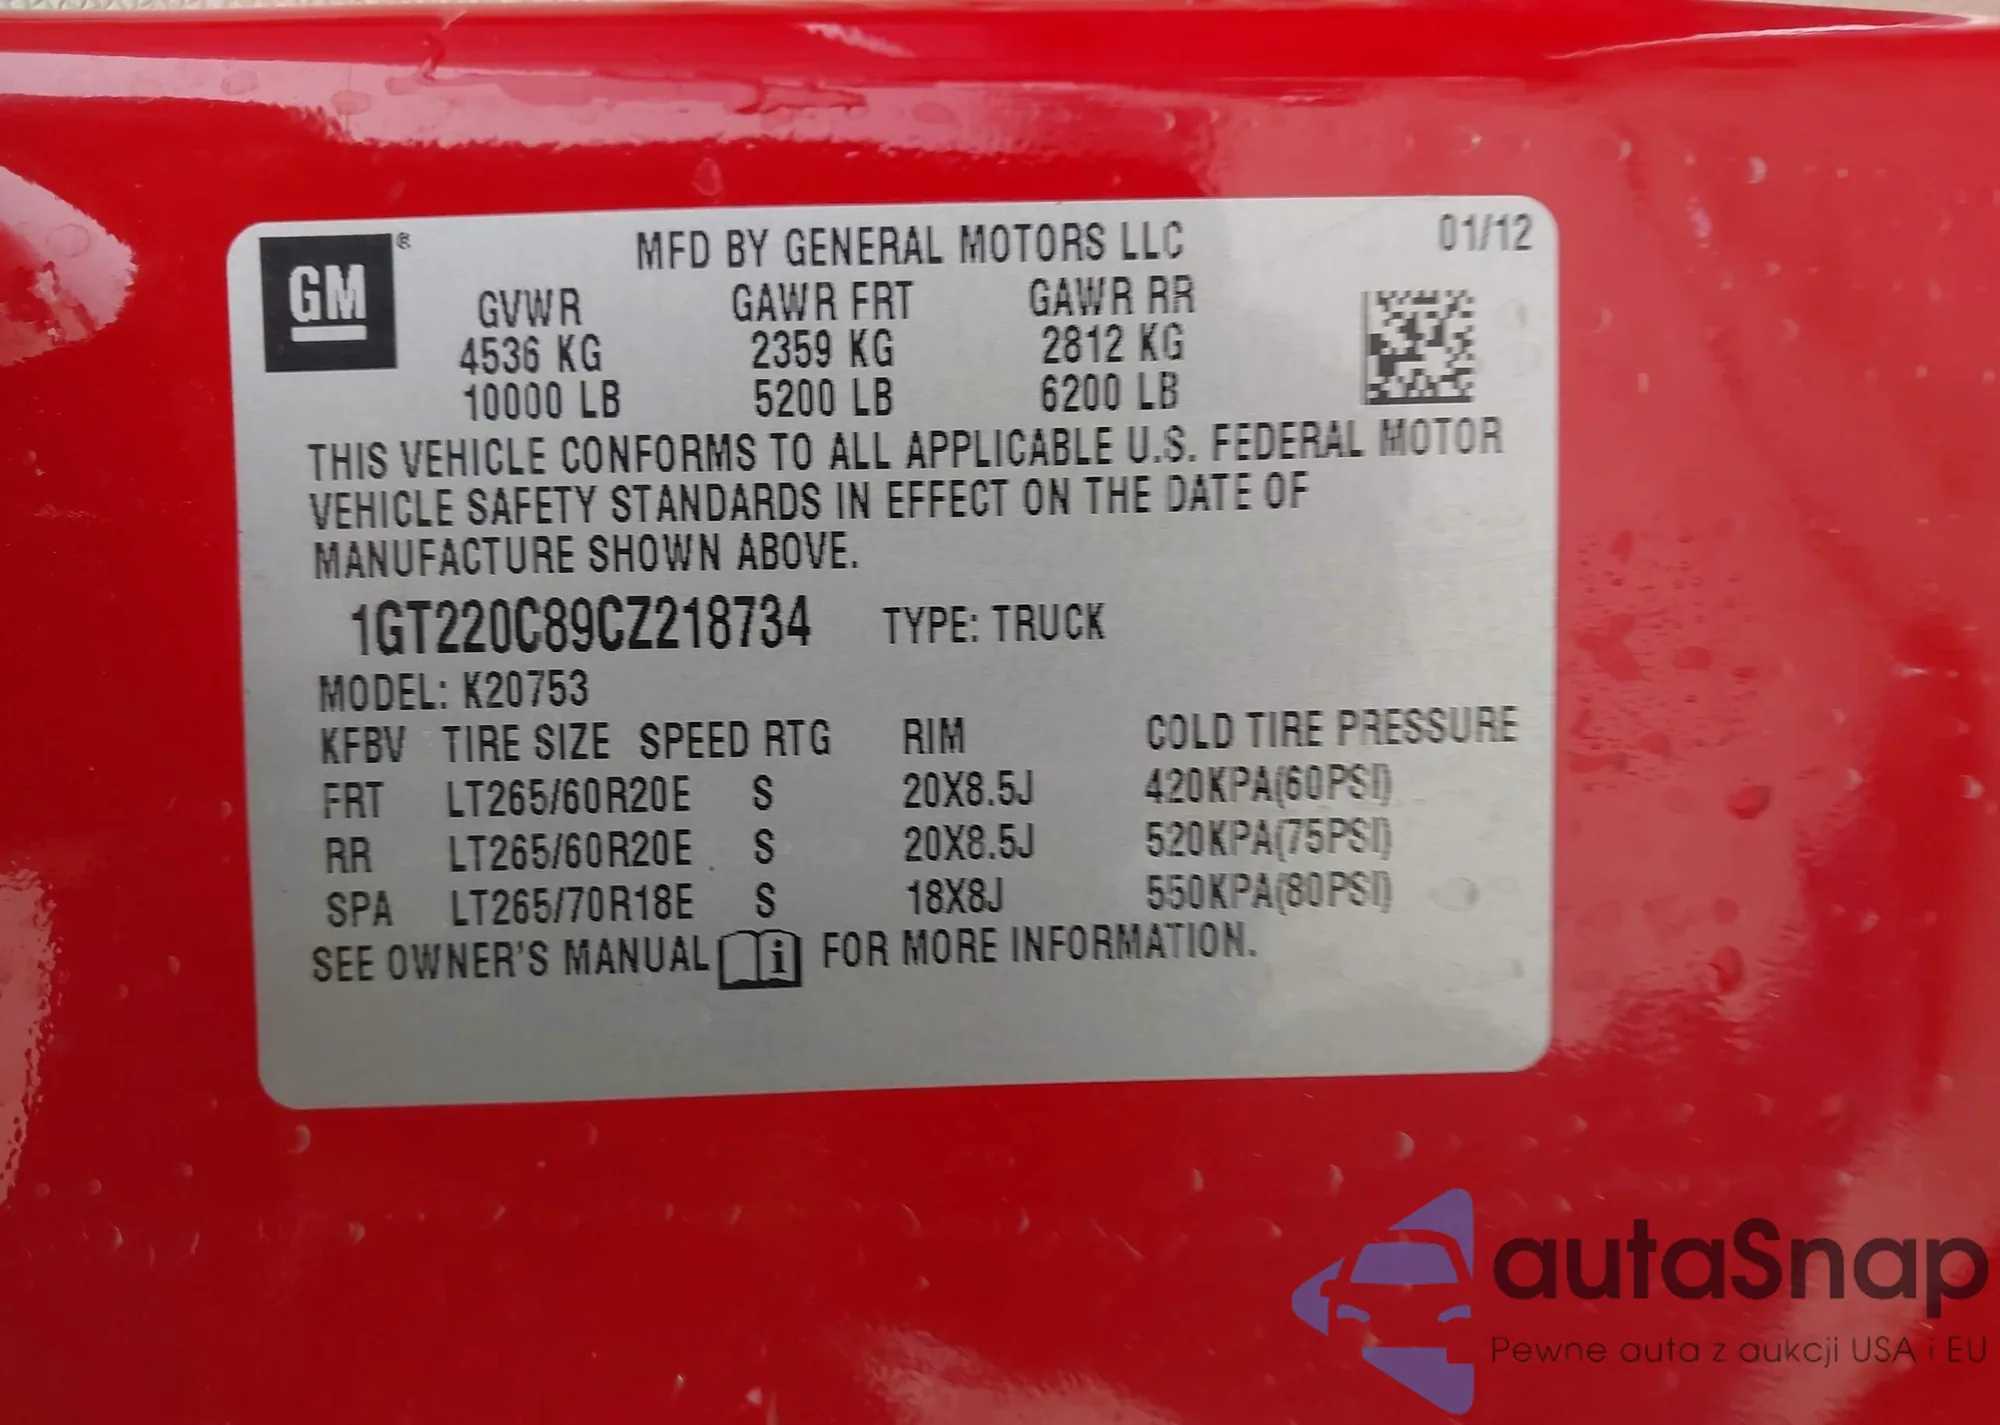 GM ®
MFD BY GENERAL MOTORS LLC 01/12
GVWR GAWR FRT GAWR RR
4536 KG 2359 KG 2812 KG
10000 LB 5200 LB 6200 LB
THIS VEHICLE CONFORMS TO ALL APPLICABLE U.S. FEDERAL MOTOR
VEHICLE SAFETY STANDARDS IN EFFECT ON THE DATE OF
MANUFACTURE SHOWN ABOVE.
1GT220C89CZ218734 TYPE: TRUCK
MODEL: K20753
KFBV TIRE SIZE SPEED RTG RIM COLD TIRE PRESSURE
FRT LT265/60R20E S 20X8.5J 420KPA(60PSI)
RR LT265/60R20E S 20X8.5J 520KPA(75PSI)
SPA LT265/70R18E S 18X8J 550KPA(80PSI)
SEE OWNER'S MANUAL i FOR MORE INFORMATION.
autaSnap
Pewne auta z aukcji USA i EU